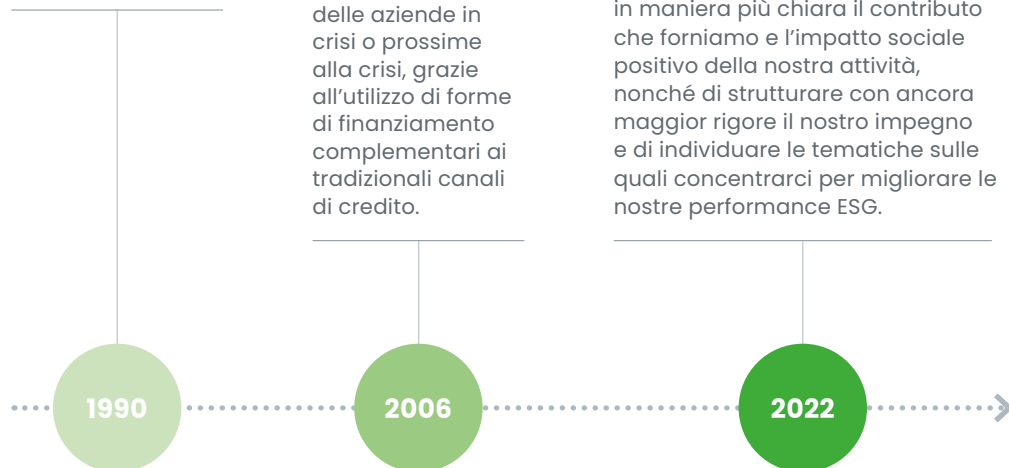 delle aziende in
crisi o prossime
alla crisi, grazie
all’utilizzo di forme
di finanziamento
complementari ai
tradizionali canali
di credito.
in maniera più chiara il contributo
che forniamo e l’impatto sociale
positivo della nostra attività,
nonché di strutturare con ancora
maggior rigore il nostro impegno
e di individuare le tematiche sulle
quali concentrarci per migliorare le
nostre performance ESG.
1990
2006
2022